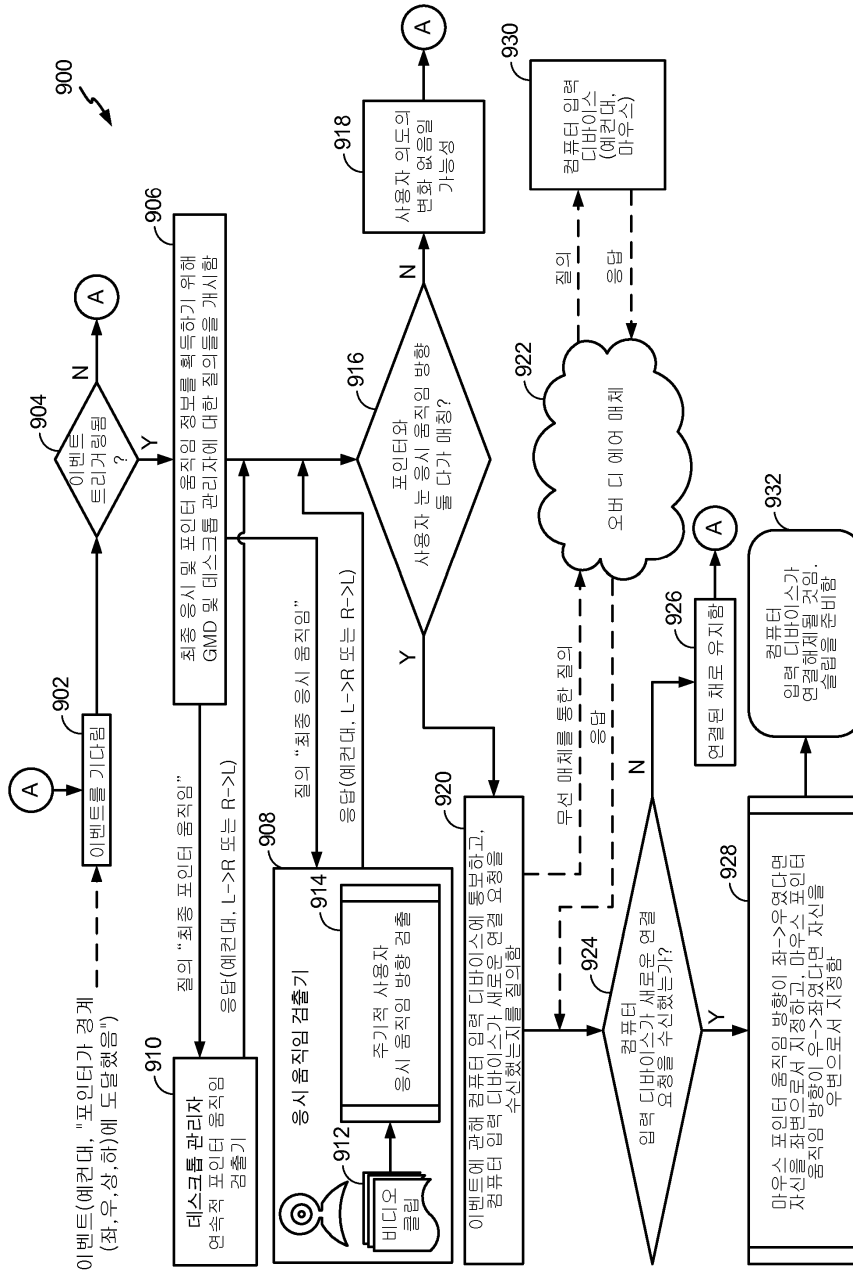 900
A
이벤트(예컨대, "포인터가 경계
(좌,우,상,하)에 도달했음")
902
이벤트를 기다림
904
이벤트
트리거링됨
?
N
A
Y
906
최종 응시 및 포인터 움직임 정보를 획득하기 위해
GMD 및 데스크톱 관리자에 대한 질의들을 개시함
질의 “최종 포인터 움직임”
응답(예컨대, L->R 또는 R->L)
910
데스크톱 관리자
연속적 포인터 움직임
검출기
질의 “최종 응시 움직임”
응답(예컨대, L->R 또는 R->L)
908
응시 움직임 검출기
912
비디오
클립
914
주기적 사용자
응시 움직임 방향 검출
916
포인터와
사용자 눈 응시 움직임 방향
둘 다가 매칭?
N
918
사용자 의도의
변화 없음일
가능성
A
Y
920
이벤트에 관해 컴퓨터 입력 디바이스에 통보하고,
컴퓨터 입력 디바이스가 새로운 연결 요청을
수신했는지를 질의함
무선 매체를 통한 질의
응답
922
오버 디 에어 매체
질의
응답
930
컴퓨터 입력
디바이스
(예컨대,
마우스)
924
컴퓨터
입력 디바이스가 새로운 연결
요청을 수신했는가?
N
926
연결된 채로 유지함
A
Y
928
마우스 포인터 움직임 방향이 좌->우였다면
자신을 좌변으로서 지정하고, 마우스 포인터
움직임 방향이 우->좌였다면 자신을
우변으로서 지정함
932
컴퓨터
입력 디바이스가
연결해제될 것임.
슬립을 준비함